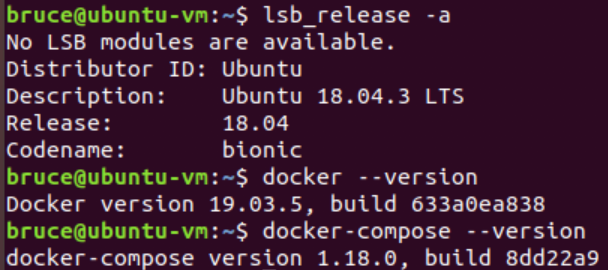 bruce@ubuntu-vm:~$ lsb_release -a
No LSB modules are available.
Distributor ID: Ubuntu
Description:    Ubuntu 18.04.3 LTS
Release:        18.04
Codename:       bionic
bruce@ubuntu-vm:~$ docker --version
Docker version 19.03.5, build 633a0ea838
bruce@ubuntu-vm:~$ docker-compose --version
docker-compose version 1.18.0, build 8dd22a9